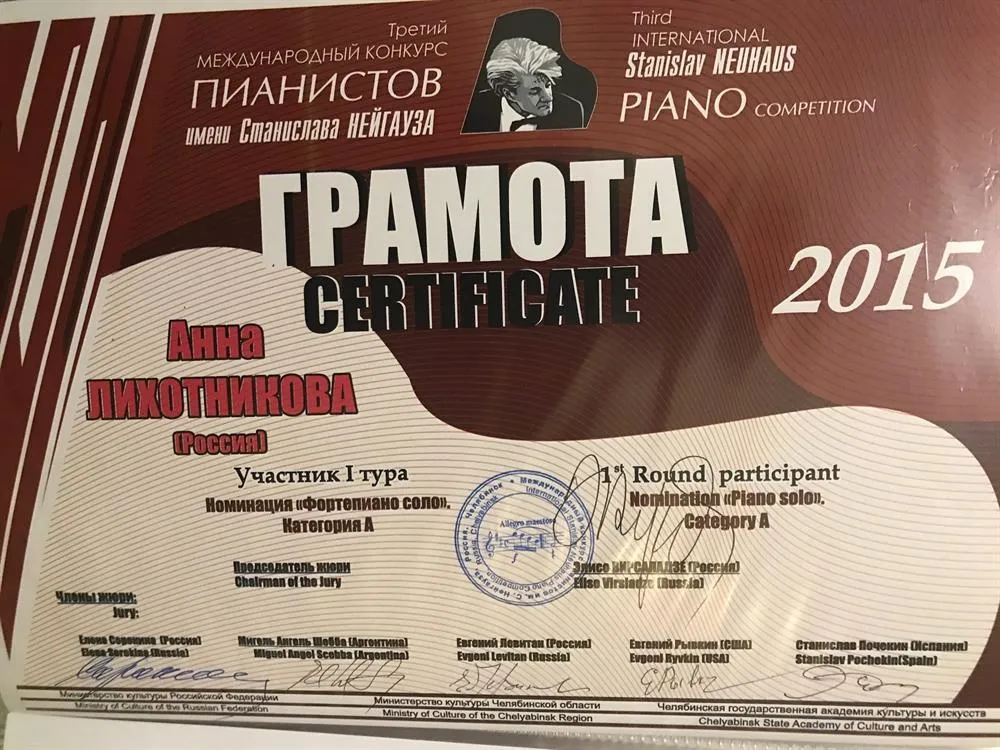 Третий
МЕЖДУНАРОДНЫЙ КОНКУРС
ПИАНИСТОВ
имени Станислава НЕЙГАУЗА
Third
INTERNATIONAL
Stanislav NEUHAUS
PIANO COMPETITION
ГРАМОТА
CERTIFICATE
2015
Анна
ЛИХОТНИКОВА
(Россия)
Участник I тура
Номинация «Фортепиано соло».
Категория А
1st Round participant
Nomination «Piano solo».
Category A
Allegro maestoso
Председатель жюри
Chairman of the Jury
Элисо ВИРСАЛАДЗЕ (Россия)
Eliso Virsladze (Russia)
Члены жюри:
Jury:
Елена Сорокина (Россия)
Elena Sorokina (Russia)
Мигель Ангель Шебба (Аргентина)
Miguel Angel Scebba (Argentina)
Евгений Левитан (Россия)
Evgeni Levitan (Russia)
Евгений Рывкин (США)
Evgeni Ryvkin (USA)
Станислав Почекин (Испания)
Stanislav Pochekin(Spain)
Министерство культуры Российской Федерации
Ministry of Culture of the Russian Federation
Министерство культуры Челябинской области
Ministry of Culture of the Chelyabinsk Region
Челябинская государственная академия культуры и искусств
Chelyabinsk State Academy of Culture and Arts